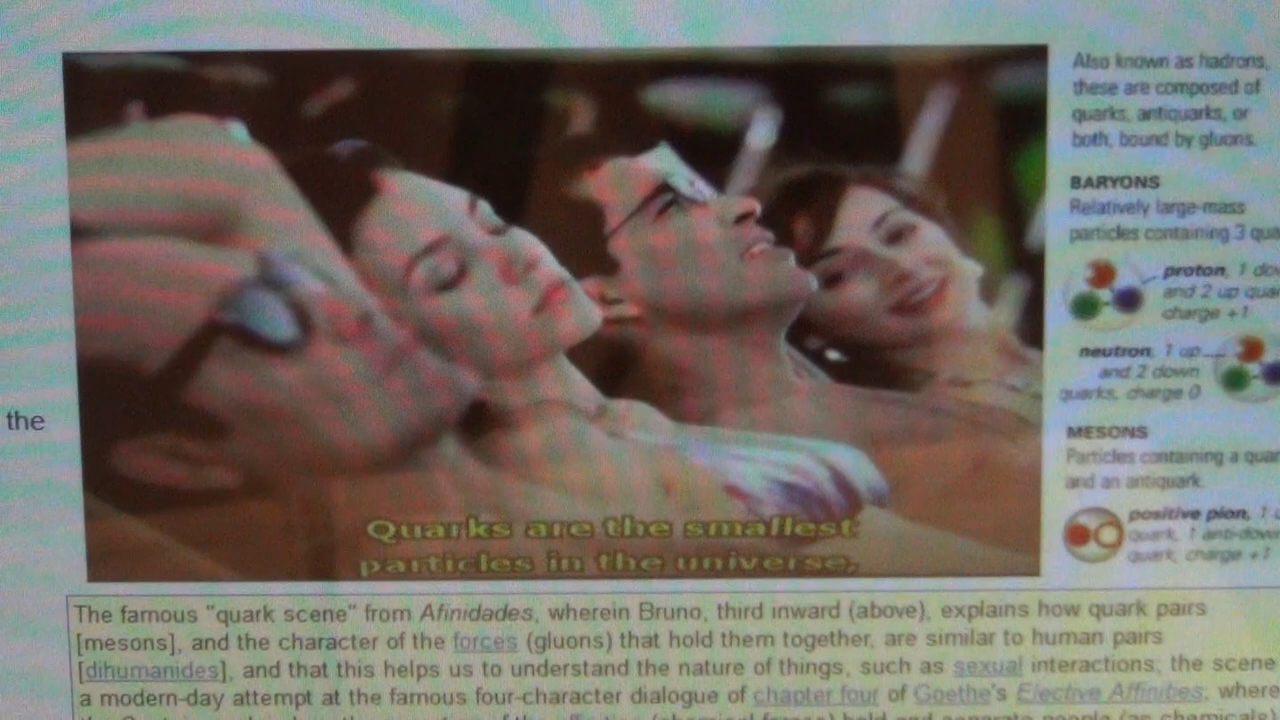 Also known as hadrons,
these are composed of
quarks, antiquarks, or
both, bound by gluons.
BARYONS
Relatively large-mass
particles containing 3
proton, 1
and 2 up
charge +1
neutron, 1 up
and 2 down
quarks, charge 0
MESONS
Particles containing a
and an antiquark.
positive pion, 1
quark, 1
quark, charge +1
the
Quarks are the smallest
particles in the universe,
The famous "quark scene" from Afinidades, wherein Bruno, third inward (above), explains how quark pairs
[mesons], and the character of the forces (gluons) that hold them together, are similar to human pairs
[dihumanides], and that this helps us to understand the nature of things, such as sexual interactions; the scene
a modern-day attempt at the famous four-character dialogue of chapter four of Goethe's Elective Affinities; where